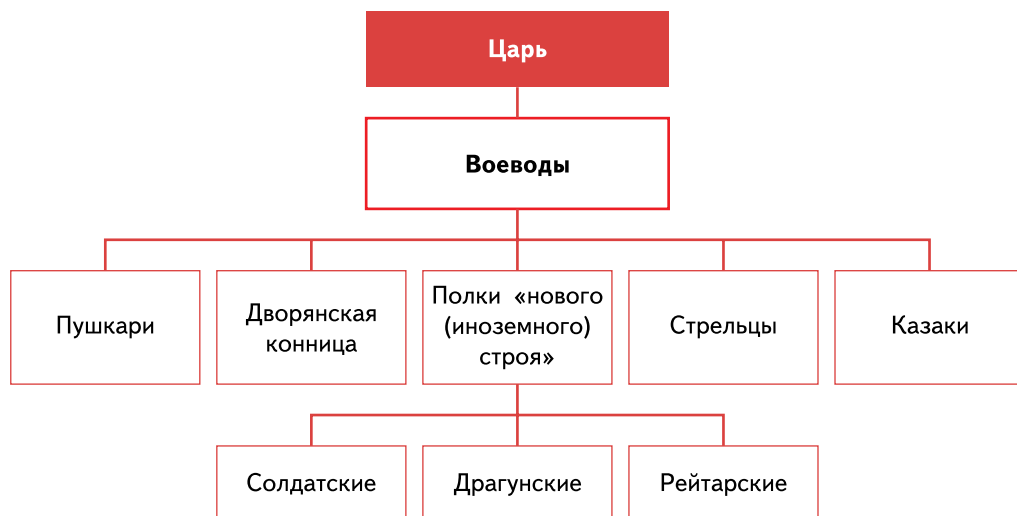 Царь
Воеводы
Пушкари
Дворянская
конница
Полки «нового
(иноземного)
строя»
Стрельцы
Казаки
Солдатские
Драгунские
Рейтарские